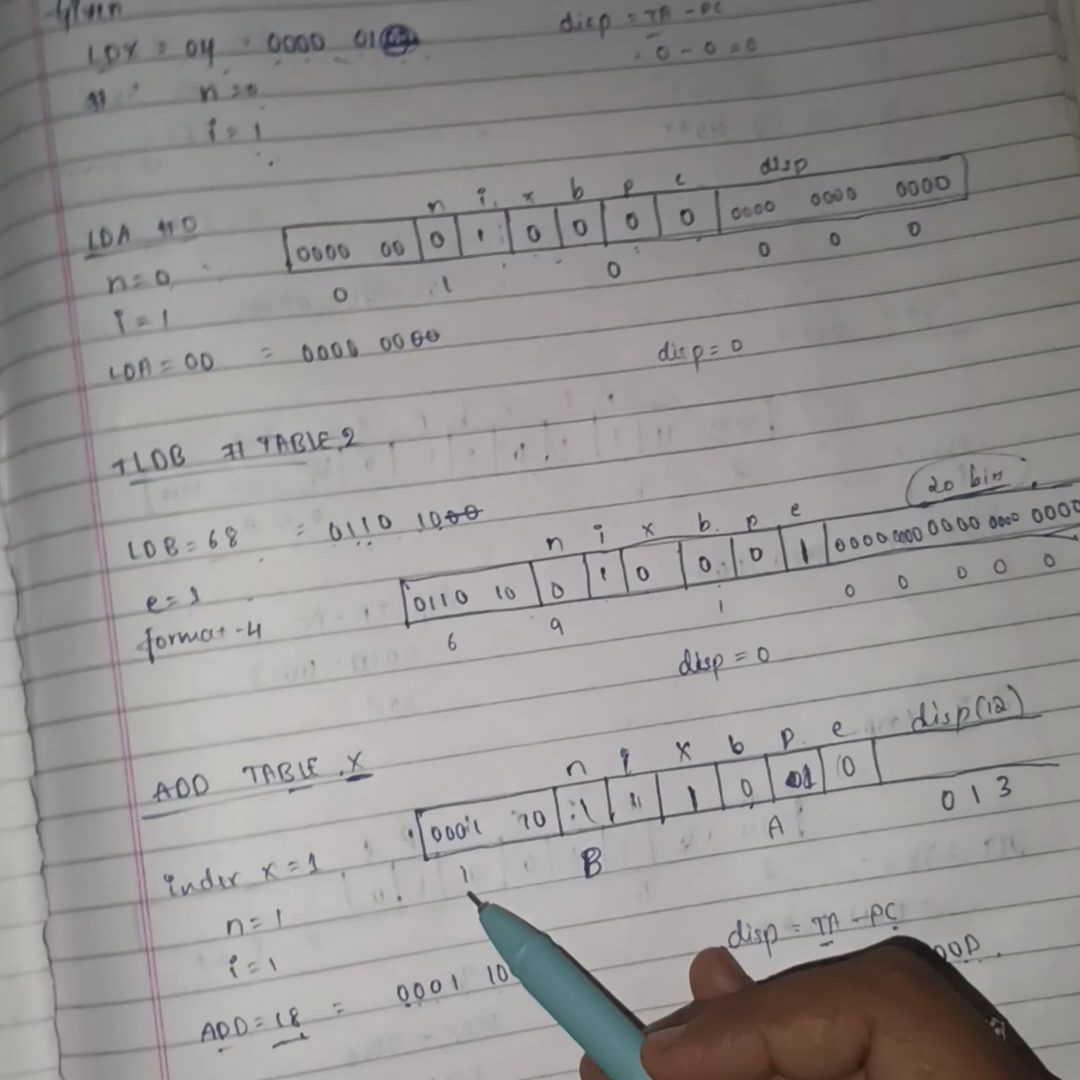 Given
LDX = 04 = 0000 01
disp = TA - PC
= 0 - 0 = 0
n = 0
i = 1
n i x b p e disp
LDA #0
0000 00 0 1 0 0 0 0 0000 0000 0000
0 1 0 0 0 0
n = 0
i = 1
LDA = 00 = 0000 0000
disp = 0
+LDB # TABLE2
20 bin
LDB = 68 = 0110 1000
n i x b p e
e = 1
0110 10 0 1 0 0 0 1 0000 0000 0000 0000 0000
format - 4
6 9 1 0 0 0 0 0
disp = 0
ADD TABLE,X
n i x b p e disp(12)
0001 10 1 1 1 0 1 0
1 B A 0 1 3
index x = 1
n = 1
i = 1
disp = TA - PC
00D
ADD = 18 = 0001 10